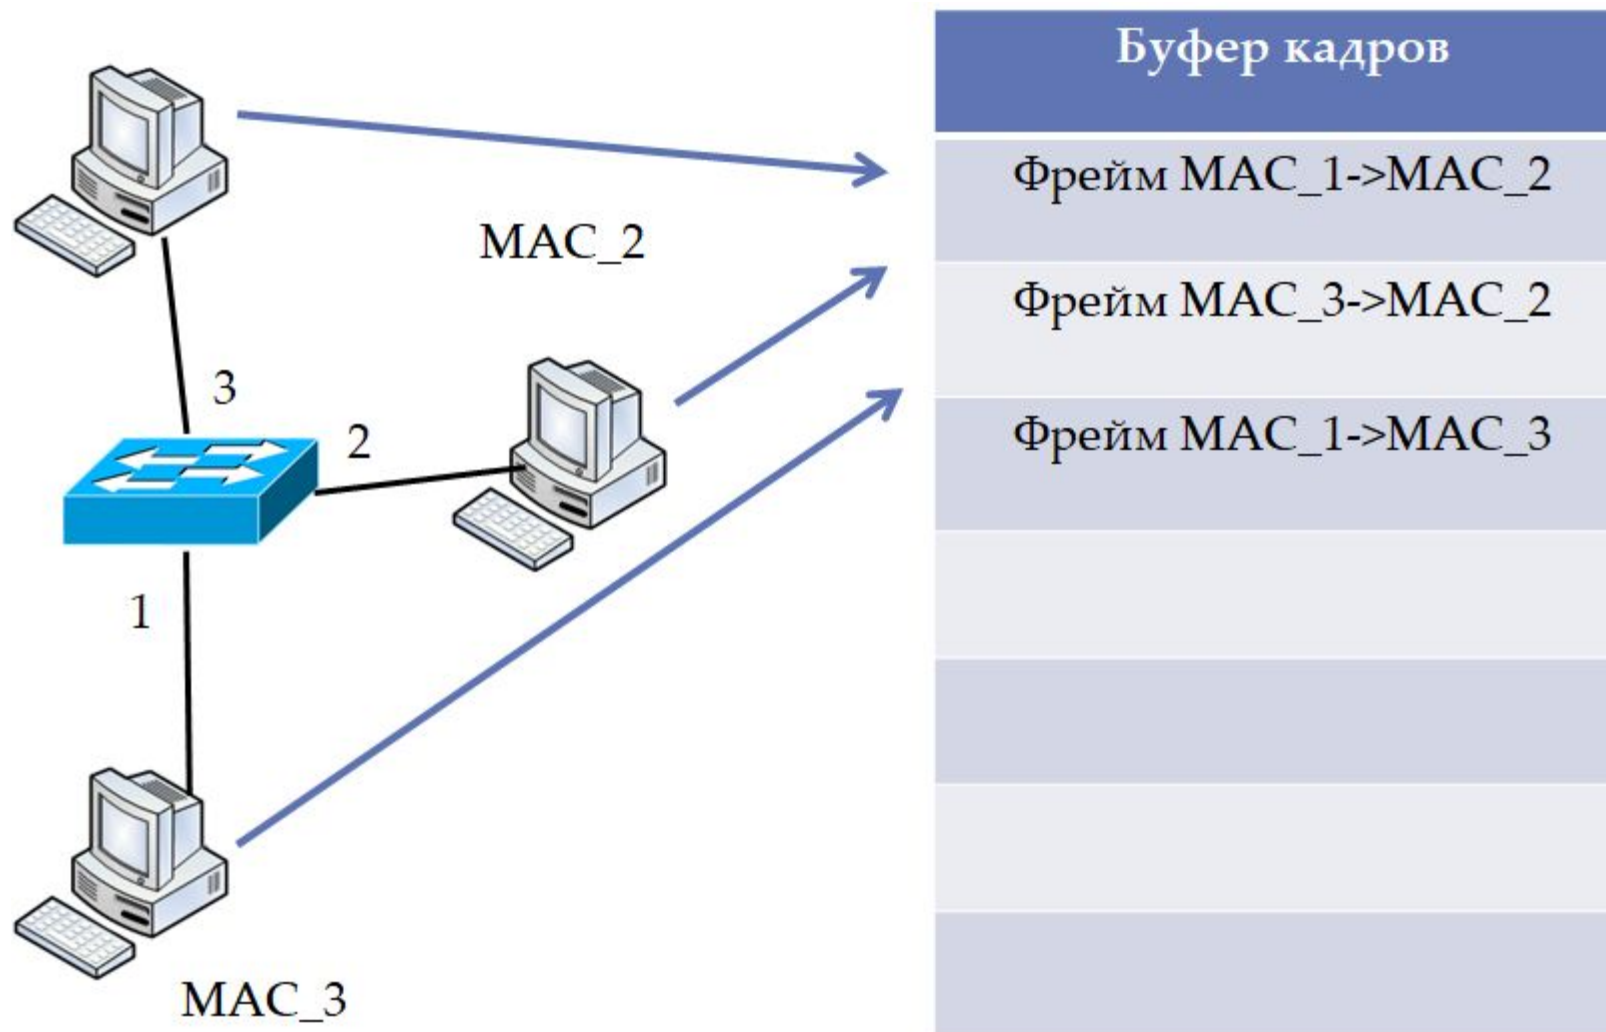 Буфер кадров
Фрейм MAC_1->MAC_2
MAC_2
Фрейм MAC_3->MAC_2
3
2
Фрейм MAC_1->MAC_3
1
MAC_3